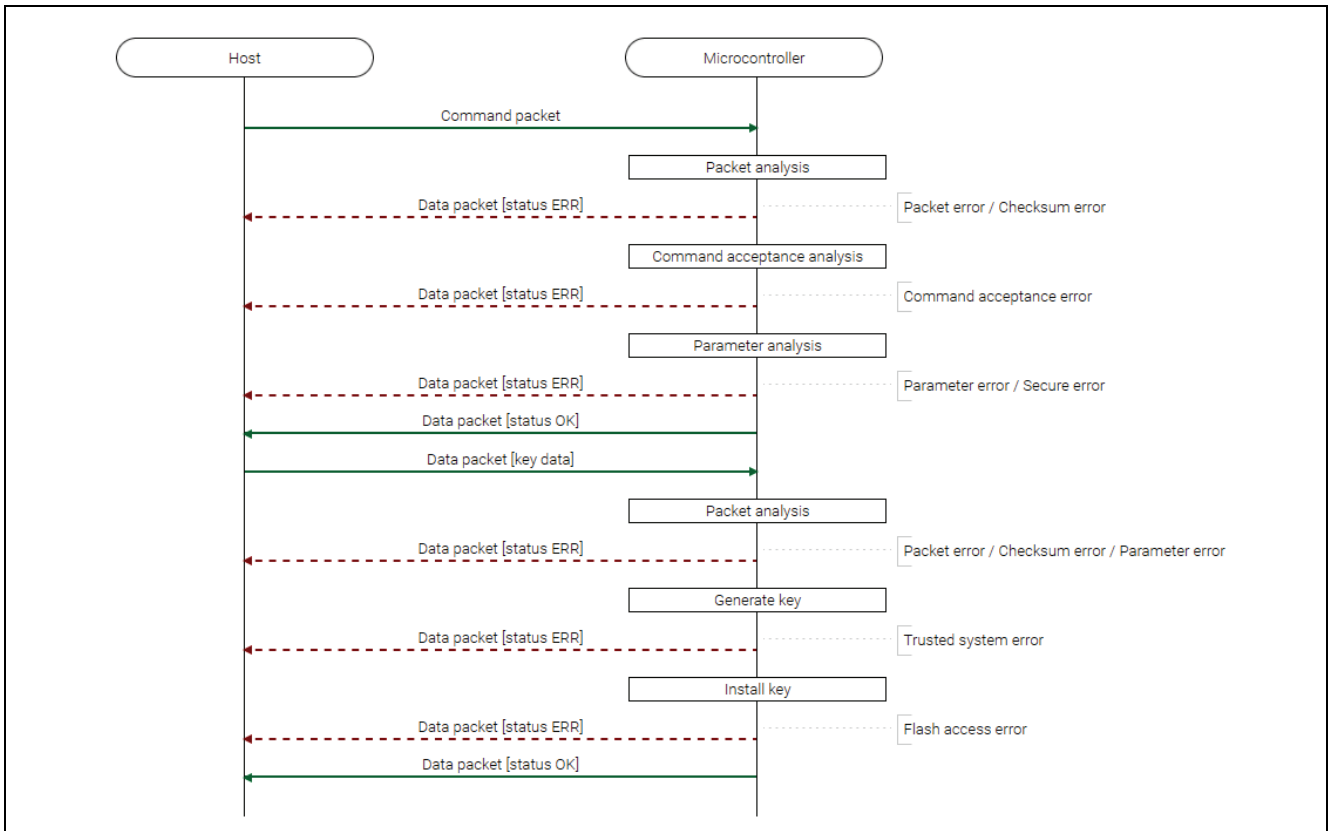 Host
Microcontroller
Command packet
Packet analysis
Data packet [status ERR]
Packet error / Checksum error
Command acceptance analysis
Data packet [status ERR]
Command acceptance error
Parameter analysis
Data packet [status ERR]
Parameter error / Secure error
Data packet [status OK]
Data packet [key data]
Packet analysis
Data packet [status ERR]
Packet error / Checksum error / Parameter error
Generate key
Data packet [status ERR]
Trusted system error
Install key
Data packet [status ERR]
Flash access error
Data packet [status OK]